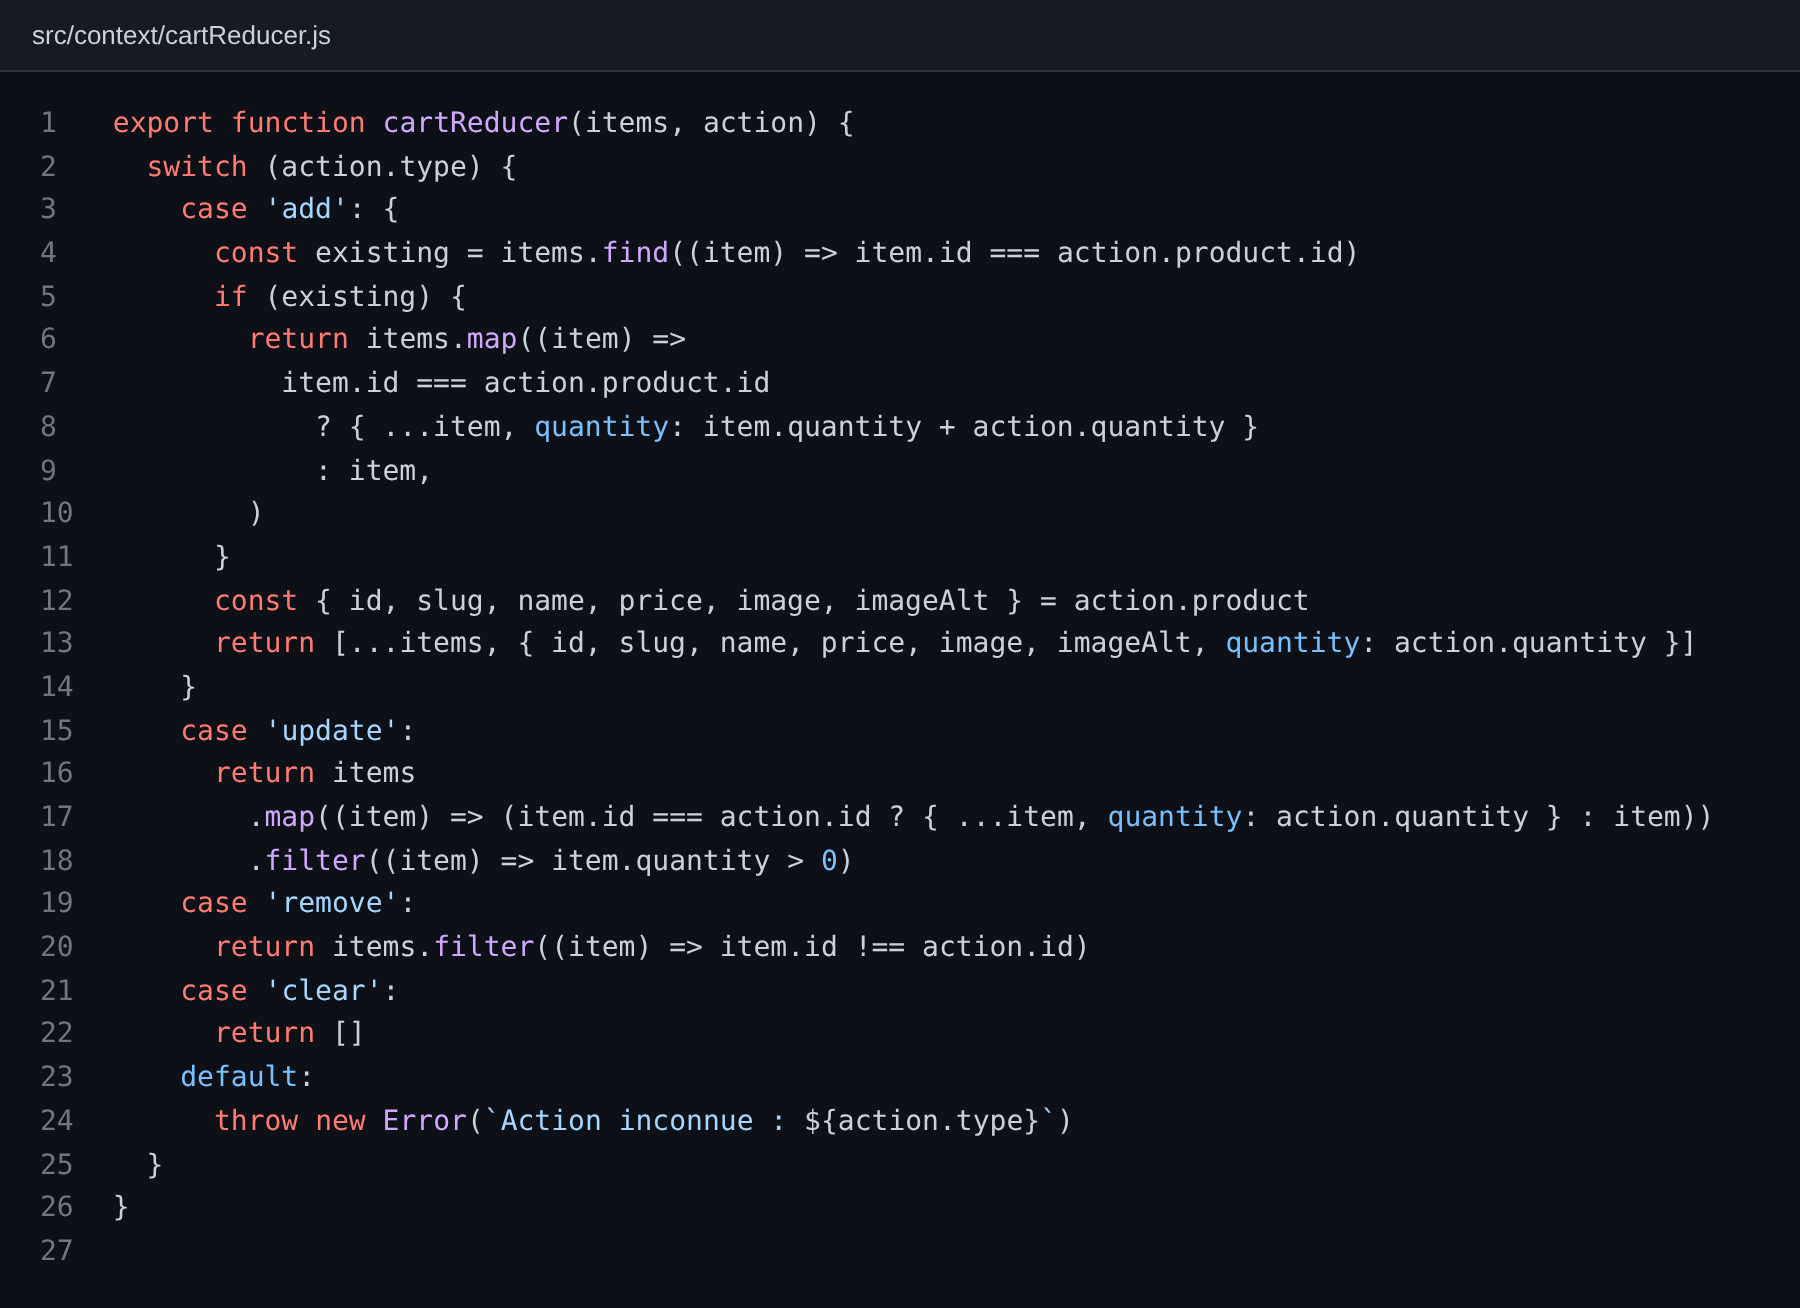 src/context/cartReducer.js
1 export function cartReducer(items, action) {
2   switch (action.type) {
3     case 'add': {
4       const existing = items.find((item) => item.id === action.product.id)
5       if (existing) {
6         return items.map((item) =>
7           item.id === action.product.id
8             ? { ...item, quantity: item.quantity + action.quantity }
9             : item,
10         )
11       }
12       const { id, slug, name, price, image, imageAlt } = action.product
13       return [...items, { id, slug, name, price, image, imageAlt, quantity: action.quantity }]
14     }
15     case 'update':
16       return items
17         .map((item) => (item.id === action.id ? { ...item, quantity: action.quantity } : item))
18         .filter((item) => item.quantity > 0)
19     case 'remove':
20       return items.filter((item) => item.id !== action.id)
21     case 'clear':
22       return []
23     default:
24       throw new Error(`Action inconnue : ${action.type}`)
25   }
26 }
27